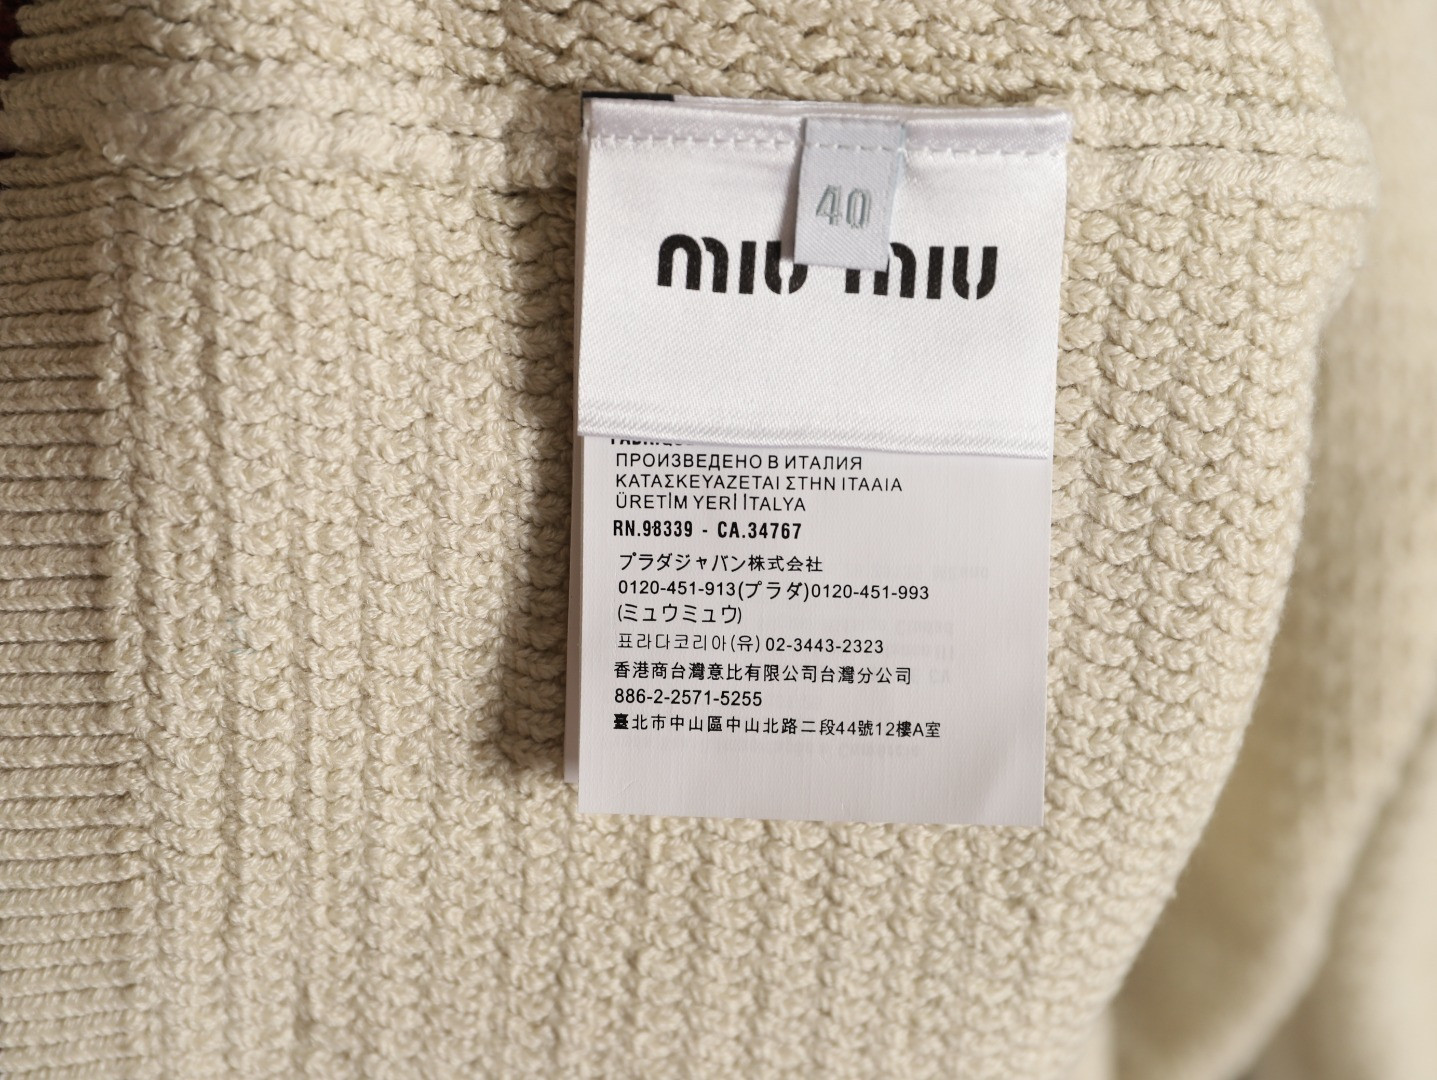 40
miu miu
ПРОИЗВЕДЕНО В ИТАЛИЯ
ΚΑΤΑΣΚΕΥΑΖΕΤΑΙ ΣΤΗΝ ΙΤΑΑΙΑ
ÜRETİM YERİ İTALYA
RN.98339 - CA.34767
プラダジャバン株式会社
0120-451-913(プラダ)0120-451-993
(ミュウミュウ)
프라다코리아(유) 02-3443-2323
香港商台灣意比有限公司台灣分公司
886-2-2571-5255
臺北市中山區中山北路二段44號12樓A室